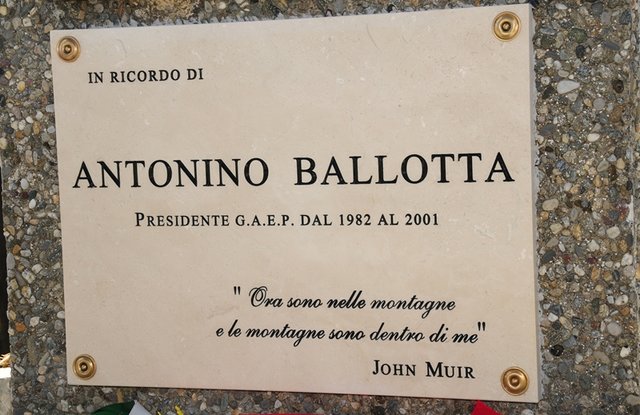 IN RICORDO DI
ANTONINO BALLOTTA
PRESIDENTE G.A.E.P. DAL 1982 AL 2001
" Ora sono nelle montagne
e le montagne sono dentro di me"
JOHN MUIR